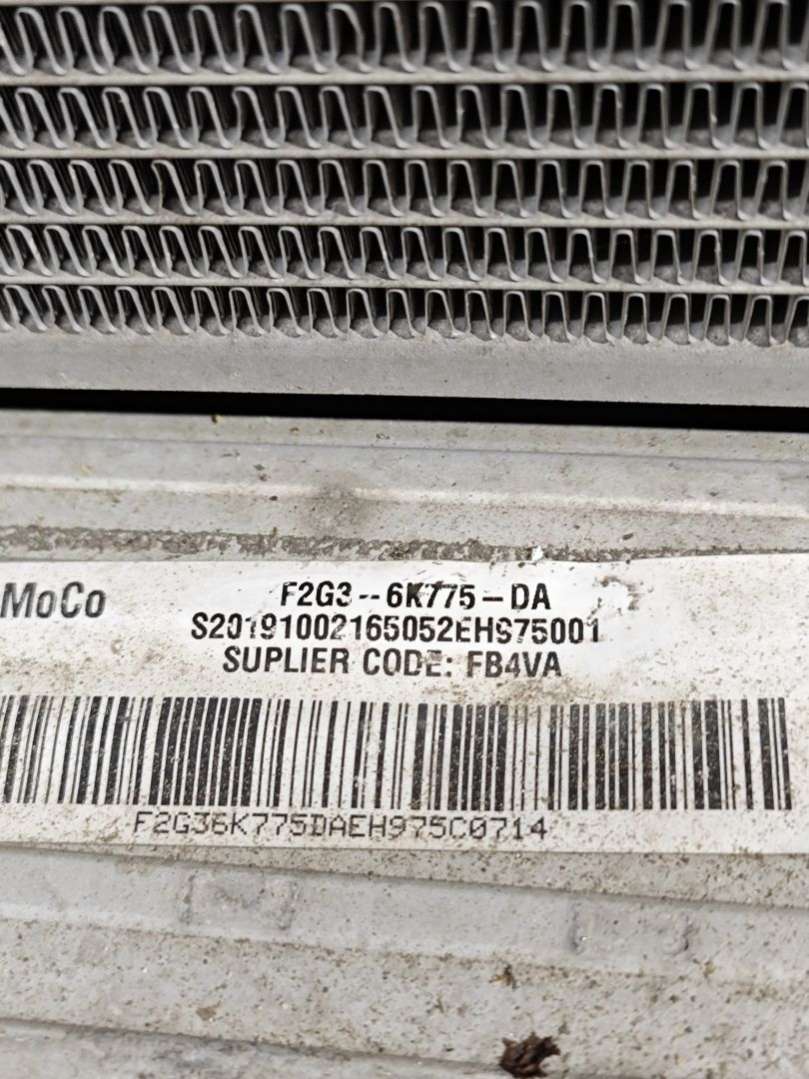 MoCo
F2G3--6K775-DA
S20191002165052EHS75001
SUPLIER CODE: FB4VA
F2G36K775DAEH975C0714